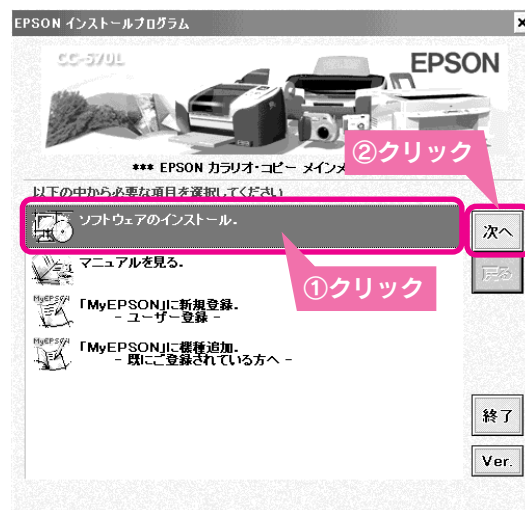 EPSON インストールプログラム
CC-570L
EPSON
②クリック
*** EPSON カラリオ・コピー メインメ
以下の中から必要な項目を選択してください
ソフトウェアのインストール.
次へ
マニュアルを見る.
戻る
①クリック
MyEPSON
「MyEPSON」に新規登録.
- ユーザー登録 -
MyEPSON
「MyEPSON」に機種追加.
- 既にご登録されている方へ -
終了
Ver.